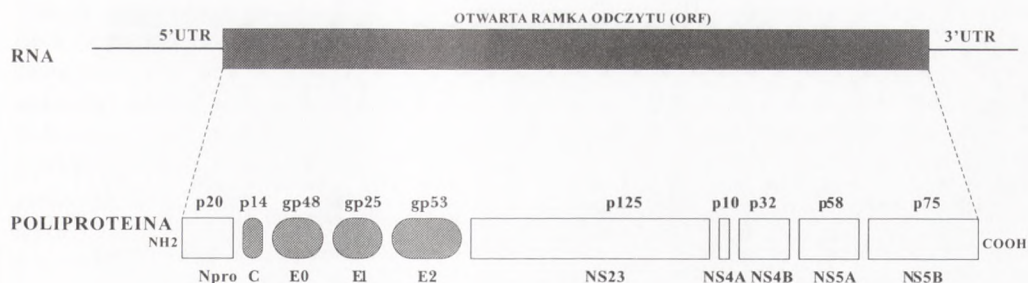 OTWARTA RAMKA ODCZYTU (ORF)
5'UTR 3'UTR
RNA
p20 p14 gp48 gp25 gp53 p125 p10 p32 p58 p75
POLIPROTEINA
NH2 COOH
Npro C E0 E1 E2 NS23 NS4A NS4B NS5A NS5B